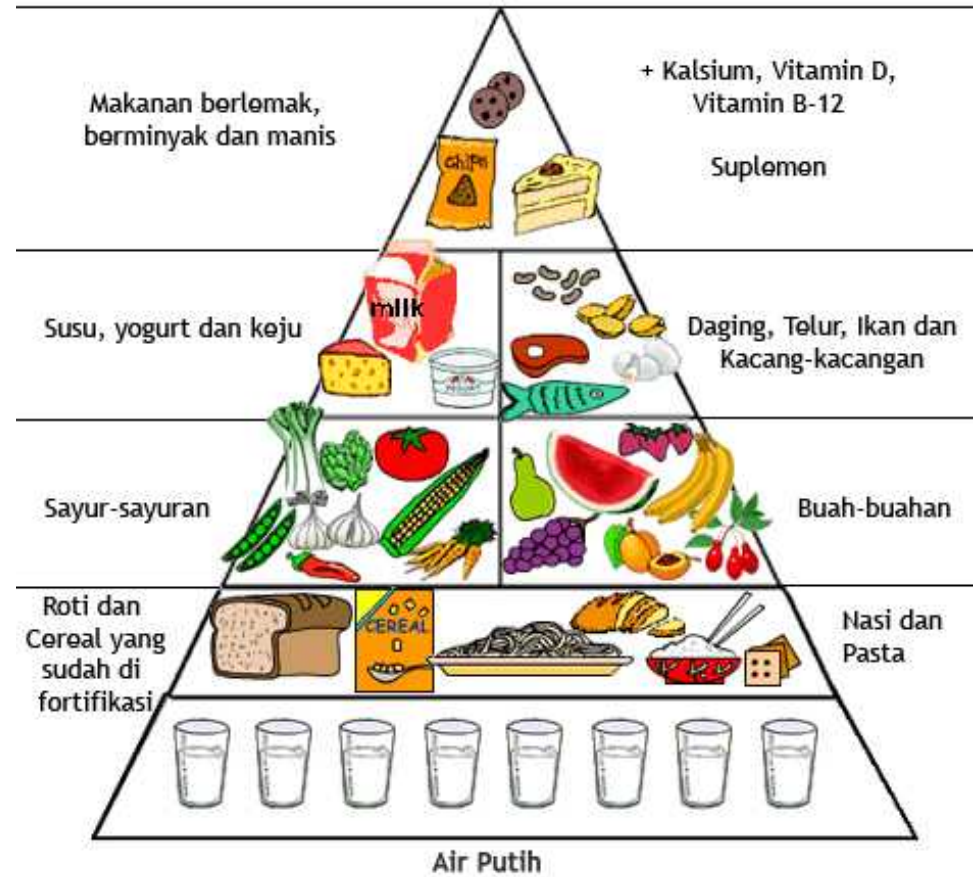 Makanan berlemak,
berminyak dan manis
+ Kalsium, Vitamin D,
Vitamin B-12
Suplemen
chips
milk
Susu, yogurt dan keju
Daging, Telur, Ikan dan
Kacang-kacangan
Sayur-sayuran
Buah-buahan
Roti dan
Cereal yang
sudah di
fortifikasi
CEREAL
Nasi dan
Pasta
Air Putih